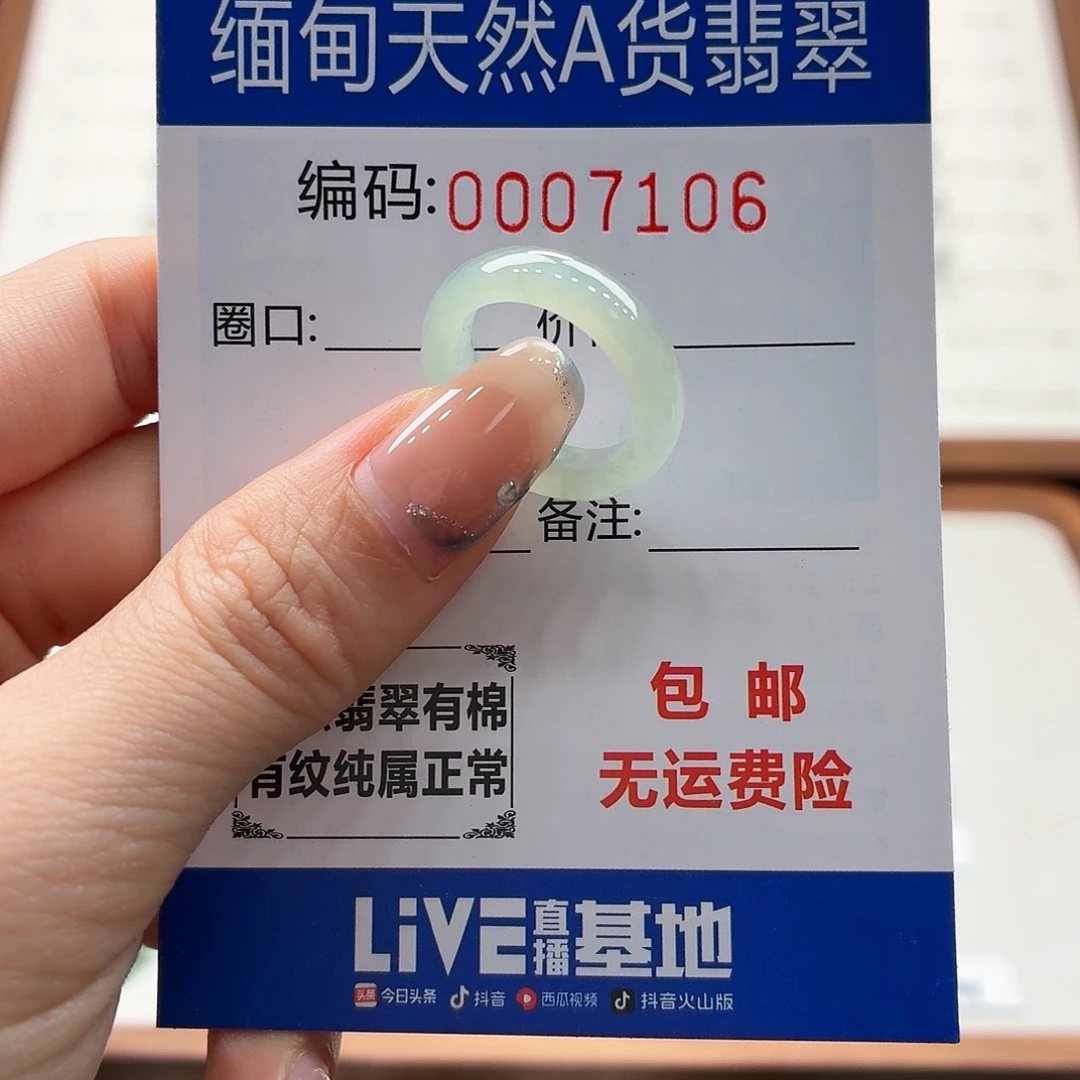 缅甸天然A货翡翠
编码:0007106
圈口:
备注:
翡翠有棉
有纹纯属正常
包 邮
无运费险
LiVE直播基地
今日头条 抖音 西瓜视频 抖音火山版